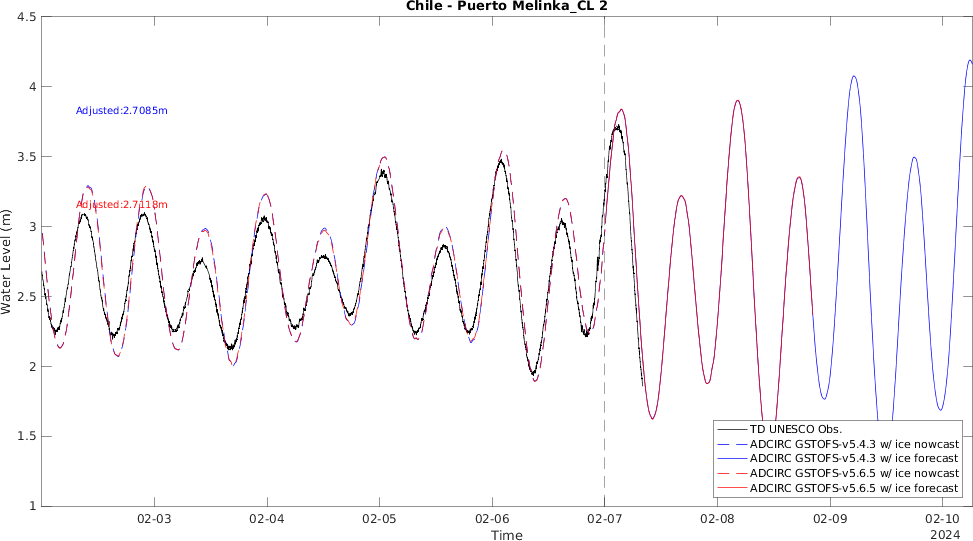 Chile - Puerto Melinka_CL 2
4.5
4
3.5
3
2.5
2
1.5
1
Water Level (m)
Adjusted:2.7085m
Adjusted:2.7118m
TD UNESCO Obs.
ADCIRC GSTOFS-v5.4.3 w/ ice nowcast
ADCIRC GSTOFS-v5.4.3 w/ ice forecast
ADCIRC GSTOFS-v5.6.5 w/ ice nowcast
ADCIRC GSTOFS-v5.6.5 w/ ice forecast
02-03 02-04 02-05 02-06 02-07 02-08 02-09 02-10
2024
Time